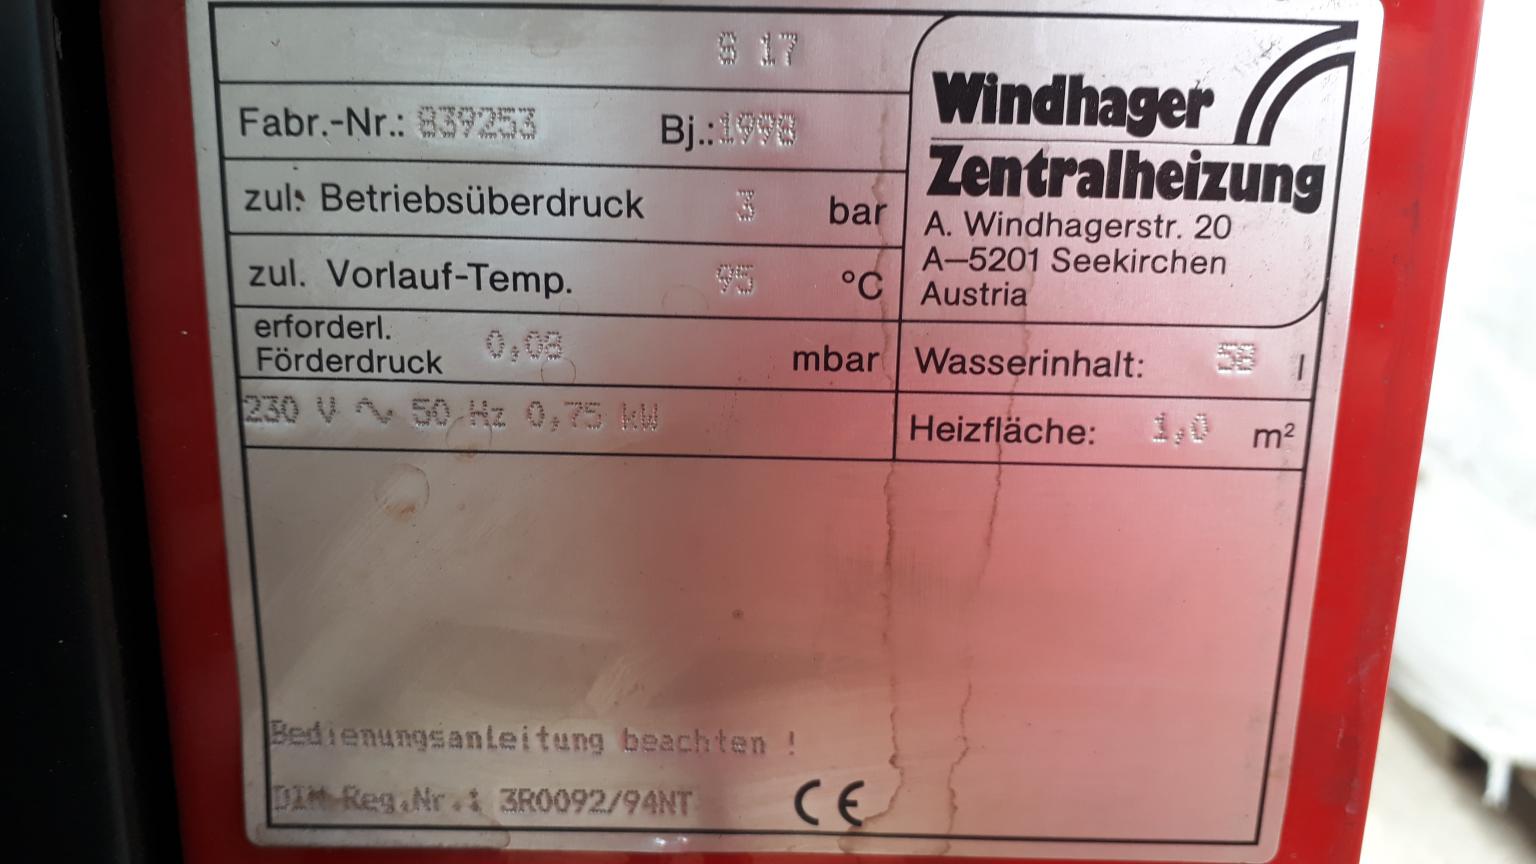 S 17
Fabr.-Nr.: 839253 Bj.: 1998
zul. Betriebsüberdruck 3 bar
zul. Vorlauf-Temp. 95 °C
erforderl.
Förderdruck 0,08 mbar
230 V ∿ 50 Hz 0,75 kW
Windhager
Zentralheizung
A. Windhagerstr. 20
A–5201 Seekirchen
Austria
Wasserinhalt: 58 l
Heizfläche: 1,0 m²
Bedienungsanleitung beachten !
DIN-Reg.Nr.: 3R0092/94NT CE